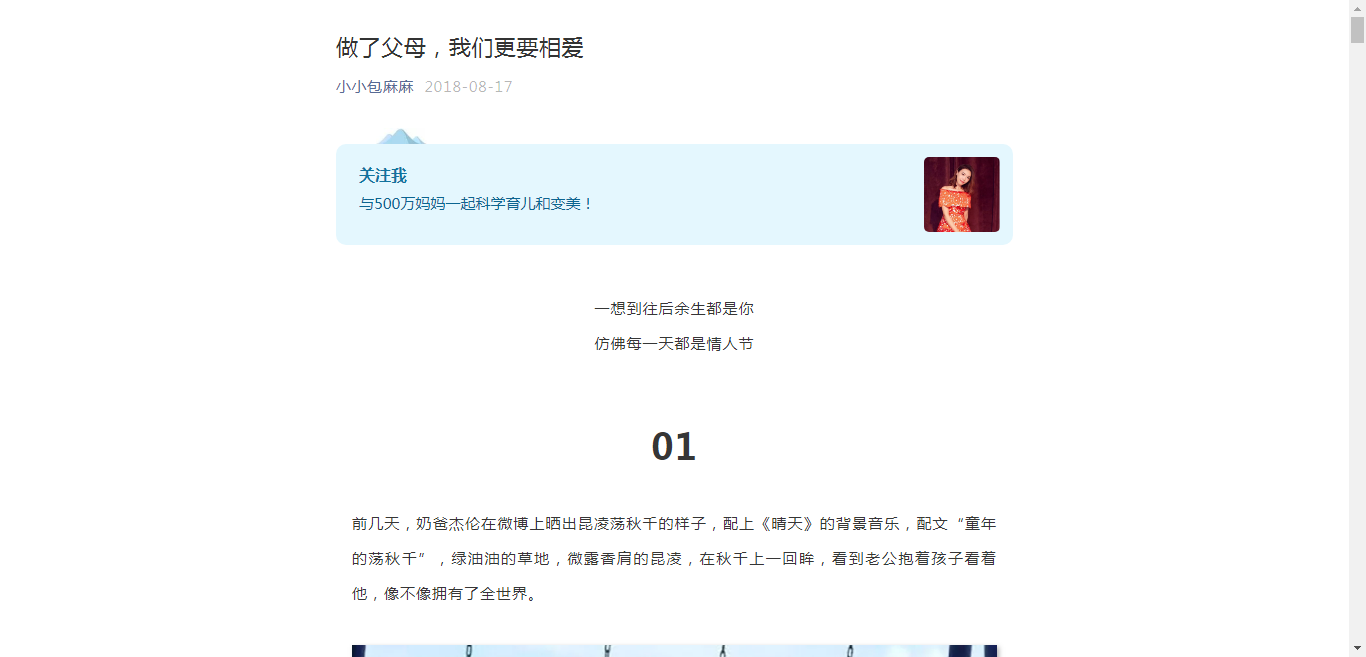 做了父母，我们更要相爱
小小包麻麻 2018-08-17
关注我
与500万妈妈一起科学育儿和变美！
一想到往后余生都是你
仿佛每一天都是情人节
01
前几天，奶爸杰伦在微博上晒出昆凌荡秋千的样子，配上《晴天》的背景音乐，配文“童年
的荡秋千”，绿油油的草地，微露香肩的昆凌，在秋千上一回眸，看到老公抱着孩子看着
他，像不像拥有了全世界。